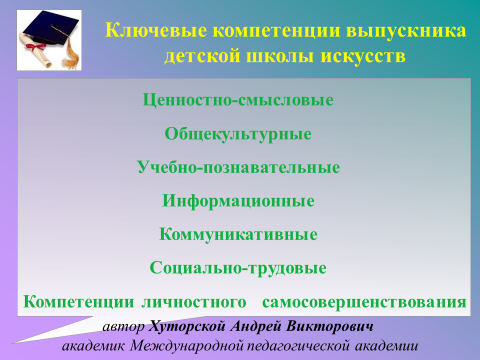 Ключевые компетенции выпускника
детской школы искусств
Ценностно-смысловые
Общекультурные
Учебно-познавательные
Информационные
Коммуникативные
Социально-трудовые
Компетенции личностного самосовершенствования
автор Хуторской Андрей Викторович
академик Международной педагогической академии